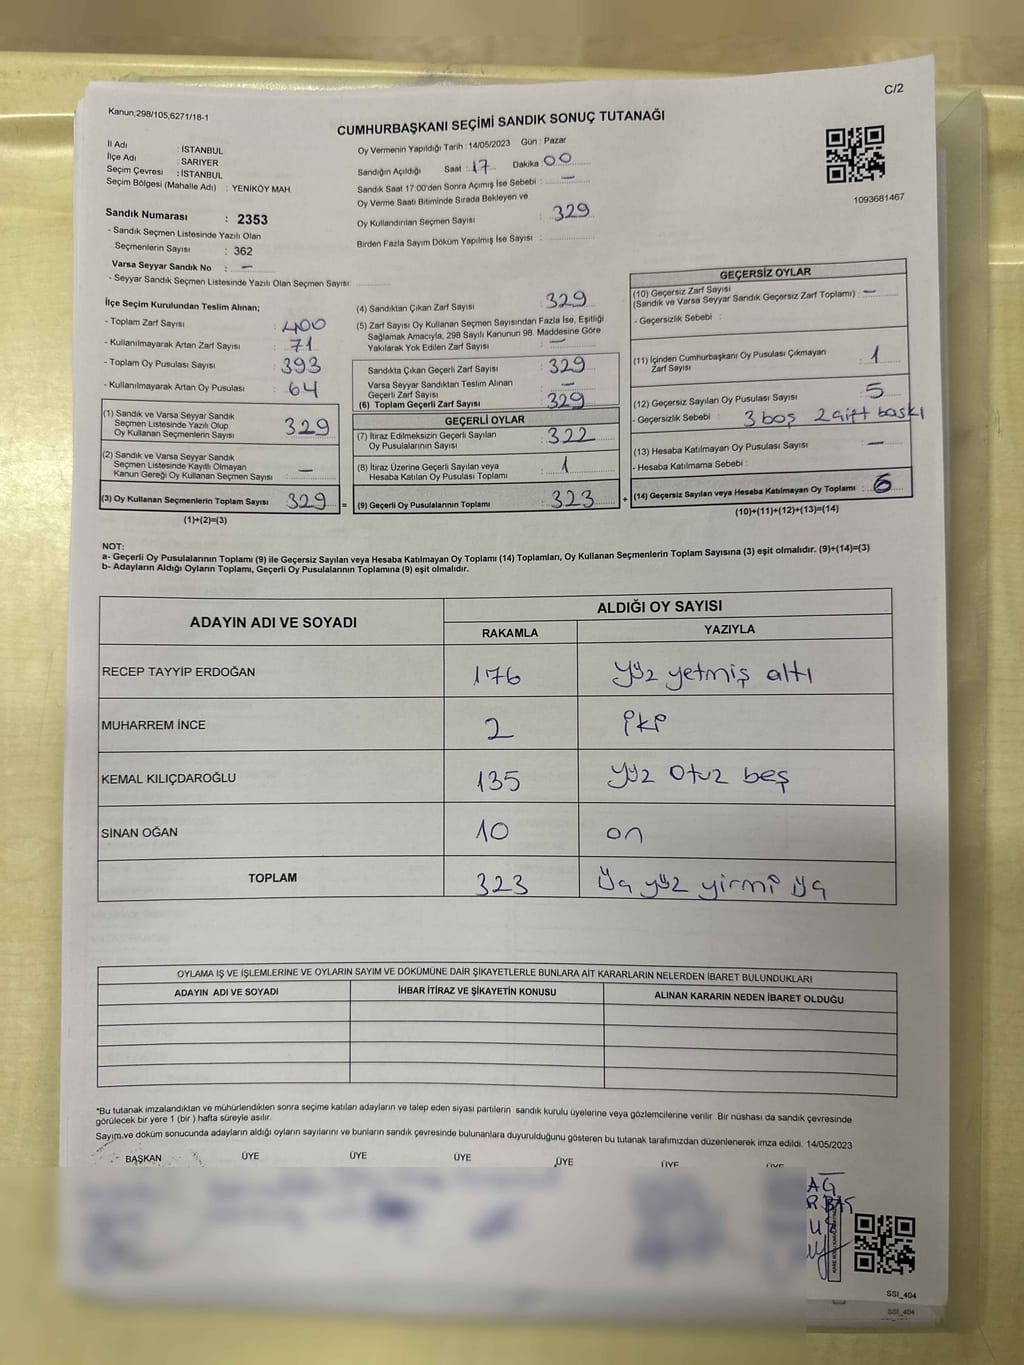 C/2
Kanun;298/105,6271/18-1
CUMHURBAŞKANI SEÇİMİ SANDIK SONUÇ TUTANAĞI
İl Adı : İSTANBUL
İlçe Adı : SARIYER
Seçim Çevresi : İSTANBUL
Seçim Bölgesi (Mahalle Adı) : YENİKÖY MAH.
Oy Vermenin Yapıldığı Tarih : 14/05/2023 Gün : Pazar
Sandığın Açıldığı Saat : 17 Dakika : 00
Sandık Saat 17:00'den Sonra Açımış İse Sebebi : —
Oy Verme Saati Bitiminde Sırada Bekleyen ve
Oy Kullandırılan Seçmen Sayısı : 329
Birden Fazla Sayım Döküm Yapılmış İse Sayısı :
1093681467
Sandık Numarası : 2353
- Sandık Seçmen Listesinde Yazılı Olan
Seçmenlerin Sayısı : 362
Varsa Seyyar Sandık No : —
- Seyyar Sandık Seçmen Listesinde Yazılı Olan Seçmen Sayısı:
İlçe Seçim Kurulundan Teslim Alınan;
- Toplam Zarf Sayısı : 400
- Kullanılmayarak Artan Zarf Sayısı : 71
- Toplam Oy Pusulası Sayısı : 393
- Kullanılmayarak Artan Oy Pusulası : 64
(1) Sandık ve Varsa Seyyar Sandık
Seçmen Listesinde Yazılı Olup
Oy Kullanan Seçmenlerin Sayısı : 329
(2) Sandık ve Varsa Seyyar Sandık
Seçmen Listesinde Kayıtlı Olmayan
Kanun Gereği Oy Kullanan Seçmen Sayısı : —
(3) Oy Kullanan Seçmenlerin Toplam Sayısı : 329 =
(1)+(2)=(3)
(4) Sandıktan Çıkan Zarf Sayısı : 329
(5) Zarf Sayısı Oy Kullanan Seçmen Sayısından Fazla İse, Eşitliği
Sağlamak Amacıyla, 298 Sayılı Kanunun 98. Maddesine Göre
Yakılarak Yok Edilen Zarf Sayısı : —
Sandıkta Çıkan Geçerli Zarf Sayısı : 329
Varsa Seyyar Sandıktan Teslim Alınan
Geçerli Zarf Sayısı : —
(6) Toplam Geçerli Zarf Sayısı : 329
GEÇERLİ OYLAR
(7) İtiraz Edilmeksizin Geçerli Sayılan
Oy Pusulalarının Sayısı : 322
(8) İtiraz Üzerine Geçerli Sayılan veya
Hesaba Katılan Oy Pusulası Toplamı : 1
(9) Geçerli Oy Pusulalarının Toplamı : 323 +
GEÇERSİZ OYLAR
(10) Geçersiz Zarf Sayısı
(Sandık ve Varsa Seyyar Sandık Geçersiz Zarf Toplamı) : —
- Geçersizlik Sebebi :
(11) İçinden Cumhurbaşkanı Oy Pusulası Çıkmayan
Zarf Sayısı : 1
(12) Geçersiz Sayılan Oy Pusulası Sayısı : 5
- Geçersizlik Sebebi : 3 boş 2 çift baskı
(13) Hesaba Katılmayan Oy Pusulası Sayısı : —
- Hesaba Katılmama Sebebi :
(14) Geçersiz Sayılan veya Hesaba Katılmayan Oy Toplamı : 6
(10)+(11)+(12)+(13)=(14)
NOT:
a- Geçerli Oy Pusulalarının Toplamı (9) ile Geçersiz Sayılan veya Hesaba Katılmayan Oy Toplamı (14) Toplamları, Oy Kullanan Seçmenlerin Toplam Sayısına (3) eşit olmalıdır. (9)+(14)=(3)
b- Adayların Aldığı Oyların Toplamı, Geçerli Oy Pusulalarının Toplamına (9) eşit olmalıdır.
ADAYIN ADI VE SOYADI ALDIĞI OY SAYISI
RAKAMLA YAZIYLA
RECEP TAYYİP ERDOĞAN 176 yüz yetmiş altı
MUHARREM İNCE 2 iki
KEMAL KILIÇDAROĞLU 135 yüz otuz beş
SİNAN OĞAN 10 on
TOPLAM 323 üç yüz yirmi üç
OYLAMA İŞ VE İŞLEMLERİNE VE OYLARIN SAYIM VE DÖKÜMÜNE DAİR ŞİKAYETLERLE BUNLARA AİT KARARLARIN NELERDEN İBARET BULUNDUKLARI
ADAYIN ADI VE SOYADI İHBAR İTİRAZ VE ŞİKAYETİN KONUSU ALINAN KARARIN NEDEN İBARET OLDUĞU
*Bu tutanak imzalandıktan ve mühürlendikten sonra seçime katılan adayların ve talep eden siyasi partilerin sandık kurulu üyelerine veya gözlemcilerine verilir. Bir nüshası da sandık çevresinde
görülecek bir yere 1 (bir ) hafta süreyle asılır.
Sayım ve döküm sonucunda adayların aldığı oyların sayılarını ve bunların sandık çevresinde bulunanlara duyurulduğunu gösteren bu tutanak tarafımızdan düzenlenerek imza edildi. 14/05/2023
BAŞKAN ÜYE ÜYE ÜYE ÜYE ÜYE ÜYE
SSI_404
SSI_404